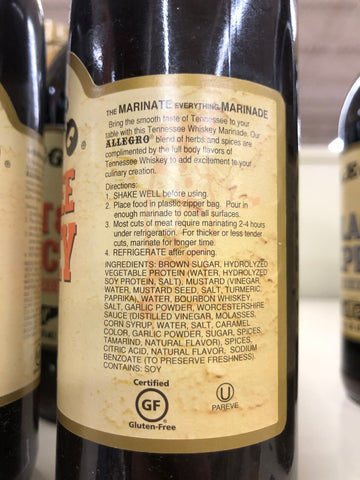 THE MARINATE EVERYTHING MARINADE
Bring the smooth taste of Tennessee to your
table with this Tennessee Whiskey Marinade. Our
ALLEGRO® blend of herbs and spices are
complimented by the full body flavors of
Tennessee Whiskey to add excitement to your
culinary creation.
Directions:
1. SHAKE WELL before using.
2. Place food in plastic zipper bag. Pour in
enough marinade to coat all surfaces.
3. Most cuts of meat require marinating 2-4 hours
under refrigeration. For thicker or less tender
cuts, marinate for longer time.
4. REFRIGERATE after opening.
INGREDIENTS: BROWN SUGAR, HYDROLYZED
VEGETABLE PROTEIN (WATER, HYDROLYZED
SOY PROTEIN, SALT), MUSTARD (VINEGAR,
WATER, MUSTARD SEED, SALT, TURMERIC,
PAPRIKA), WATER, BOURBON WHISKEY,
SALT, GARLIC POWDER, WORCESTERSHIRE
SAUCE (DISTILLED VINEGAR, MOLASSES,
CORN SYRUP, WATER, SALT, CARAMEL
COLOR, GARLIC POWDER, SUGAR, SPICES,
TAMARIND, NATURAL FLAVOR), SPICES,
CITRIC ACID, NATURAL FLAVOR, SODIUM
BENZOATE (TO PRESERVE FRESHNESS).
CONTAINS: SOY
Certified
GF
Gluten-Free
U
PAREVE